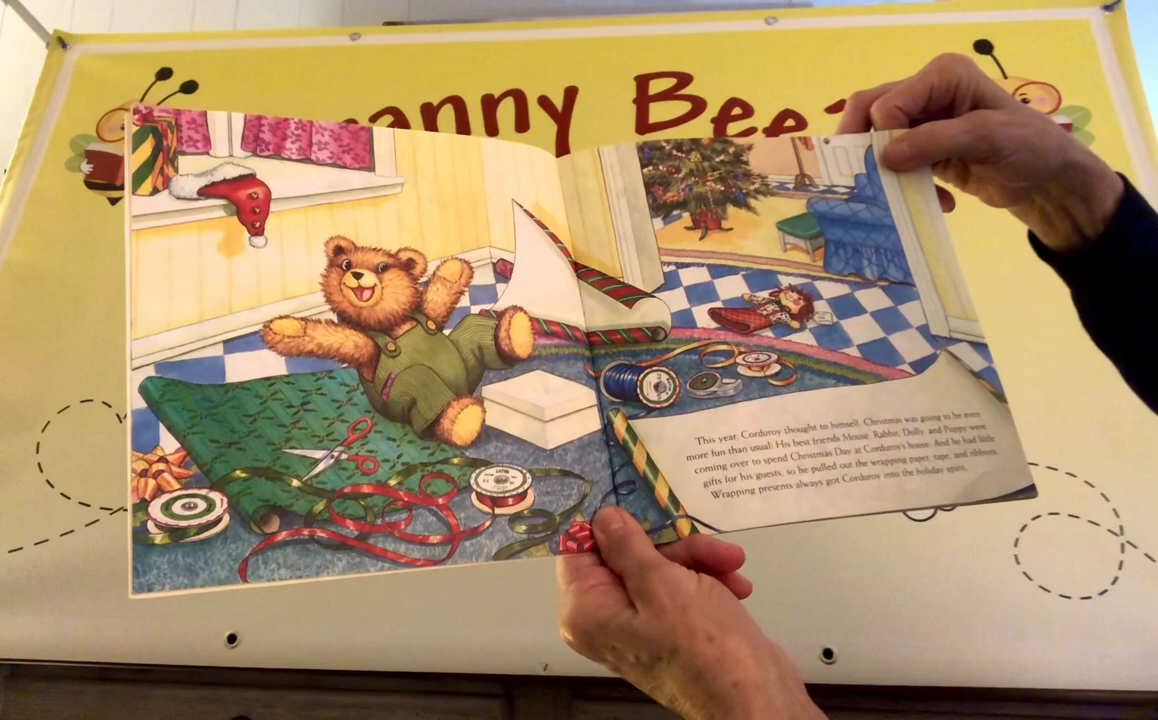 anny Bee
This year, Corduroy thought to himself, Christmas was going to be even
more fun than usual. His best friends Mouse, Rabbit, Dolly, and Puppy were
coming over to spend Christmas Day at Corduroy's house. And he had little
gifts for his guests, so he pulled out the wrapping paper, tape, and ribbons.
Wrapping presents always got Corduroy into the holiday spirit.